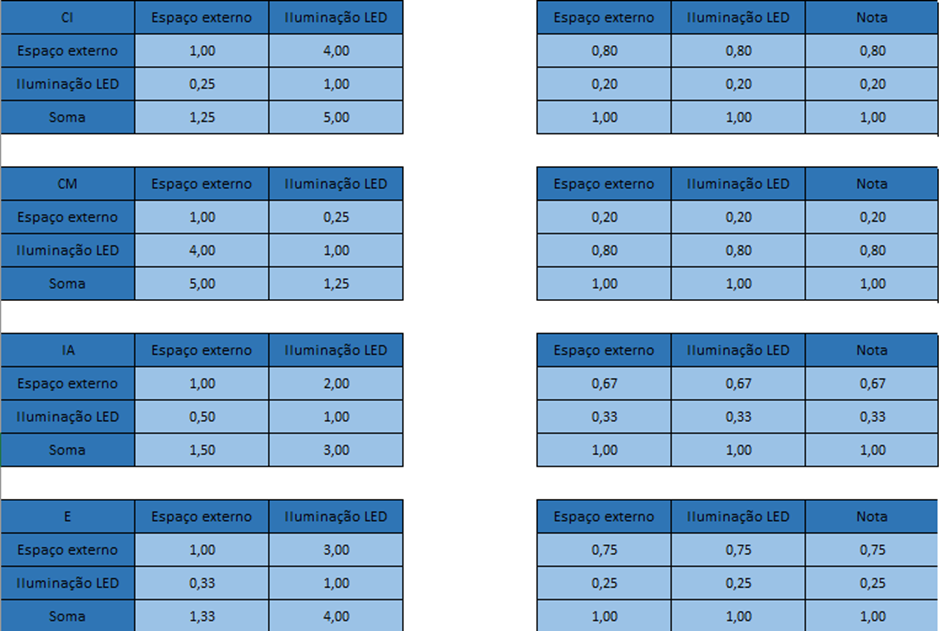 CI Espaço externo Iluminação LED Espaço externo Iluminação LED Nota
Espaço externo 1,00 4,00 0,80 0,80 0,80
Iluminação LED 0,25 1,00 0,20 0,20 0,20
Soma 1,25 5,00 1,00 1,00 1,00
CM Espaço externo Iluminação LED Espaço externo Iluminação LED Nota
Espaço externo 1,00 0,25 0,20 0,20 0,20
Iluminação LED 4,00 1,00 0,80 0,80 0,80
Soma 5,00 1,25 1,00 1,00 1,00
IA Espaço externo Iluminação LED Espaço externo Iluminação LED Nota
Espaço externo 1,00 2,00 0,67 0,67 0,67
Iluminação LED 0,50 1,00 0,33 0,33 0,33
Soma 1,50 3,00 1,00 1,00 1,00
E Espaço externo Iluminação LED Espaço externo Iluminação LED Nota
Espaço externo 1,00 3,00 0,75 0,75 0,75
Iluminação LED 0,33 1,00 0,25 0,25 0,25
Soma 1,33 4,00 1,00 1,00 1,00